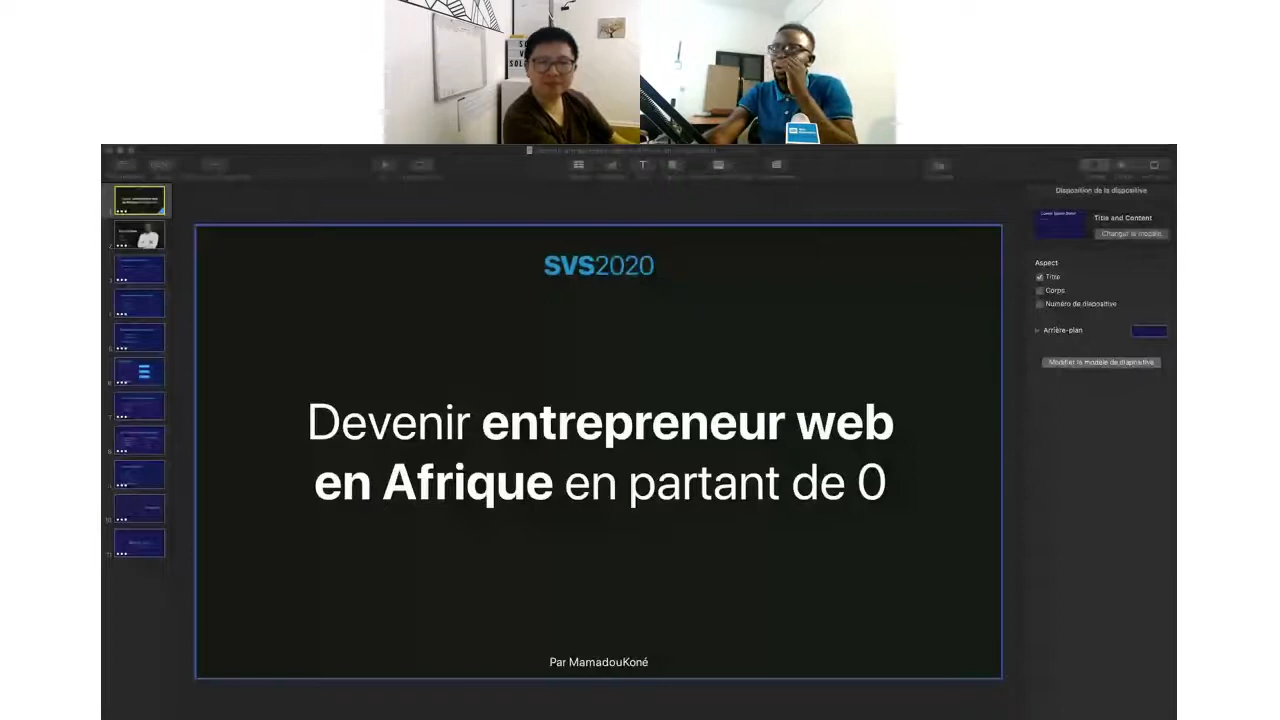 Disposition de la diapositive
Title and Content
Changer le modèle
Aspect
Titre
Corps
Numéro de diapositive
Arrière-plan
Modifier le modèle de diapositive
SVS2020
Devenir entrepreneur web
en Afrique en partant de 0
Par MamadouKoné